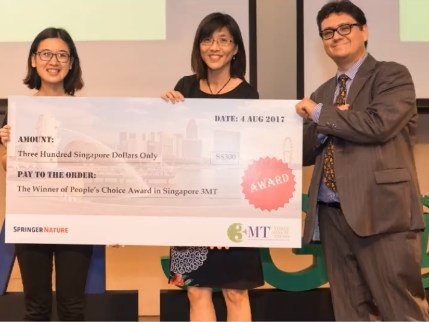 DATE: 4 AUG 2017
AMOUNT:
Three Hundred Singapore Dollars Only
PAY TO THE ORDER:
The Winner of People's Choice Award in Singapore 3MT
AWARD
SPRINGER NATURE
3MT